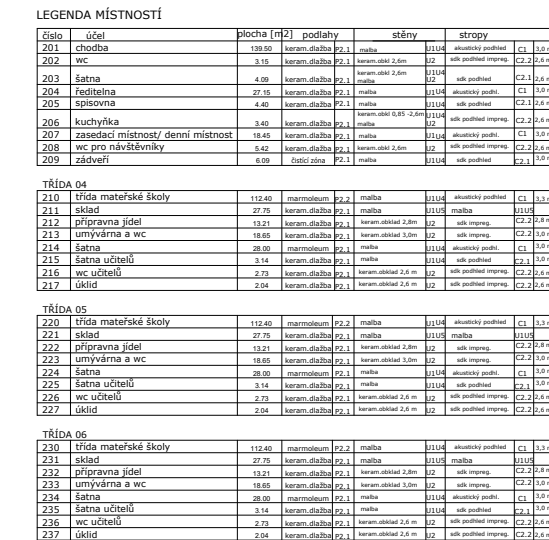 LEGENDA MÍSTNOSTÍ
číslo účel plocha [m2] podlahy stěny stropy
201 chodba 139.50 keram.dlažba P2.1 malba U1U4 akustický podhled C1 3,0
202 wc 3.15 keram.dlažba P2.1 keram.obkl 2,6m U2 sdk podhled impreg. C2.2 2,6
203 šatna 4.09 keram.dlažba P2.1 keram.obkl 2,6m malba U1U4 U2 sdk podhled C2.1 2,6
204 ředitelna 27.15 keram.dlažba P2.1 malba U1U4 akustický podhl. C1 3,0
205 spisovna 4.40 keram.dlažba P2.1 malba U1U4 sdk podhled C2.1 2,6
206 kuchyňka 3.40 keram.dlažba P2.1 keram.obkl 0,85 -2,6m malba U1U4 U2 sdk podhled impreg. C2.2 2,6
207 zasedací místnost/ denní místnost 18.45 keram.dlažba P2.1 malba U1U4 akustický podhl. C1 3,0
208 wc pro návštěvníky 5.42 keram.dlažba P2.1 keram.obkl 2,6m U2 sdk podhled impreg. C2.2 2,6
209 zádveří 6.09 čistící zóna P2.1 malba U1U4 sdk podhled C2.1 3,0
TŘÍDA 04
210 třída mateřské školy 112.40 marmoleum P2.2 malba U1U4 akustický podhled C1 3,3
211 sklad 27.75 keram.dlažba P2.1 malba U1U5 malba U1U5
212 přípravna jídel 13.21 keram.dlažba P2.1 keram.obklad 2,8m U2 sdk impreg. C2.2 2,8
213 umývárna a wc 18.65 keram.dlažba P2.1 keram.obklad 3,0m U2 sdk impreg. C2.2 3,0
214 šatna 28.00 marmoleum P2.1 malba U1U4 akustický podhl. C1 3,0
215 šatna učitelů 3.14 keram.dlažba P2.1 malba U1U4 sdk podhled C2.1 3,0
216 wc učitelů 2.73 keram.dlažba P2.1 keram.obklad 2,6 m U2 sdk podhled impreg. C2.2 2,6
217 úklid 2.04 keram.dlažba P2.1 keram.obklad 2,6 m U2 sdk podhled impreg. C2.2 2,6
TŘÍDA 05
220 třída mateřské školy 112.40 marmoleum P2.2 malba U1U4 akustický podhled C1 3,3
221 sklad 27.75 keram.dlažba P2.1 malba U1U5 malba U1U5
222 přípravna jídel 13.21 keram.dlažba P2.1 keram.obklad 2,8m U2 sdk impreg. C2.2 2,8
223 umývárna a wc 18.65 keram.dlažba P2.1 keram.obklad 3,0m U2 sdk impreg. C2.2 3,0
224 šatna 28.00 marmoleum P2.1 malba U1U4 akustický podhl. C1 3,0
225 šatna učitelů 3.14 keram.dlažba P2.1 malba U1U4 sdk podhled C2.1 3,0
226 wc učitelů 2.73 keram.dlažba P2.1 keram.obklad 2,6 m U2 sdk podhled impreg. C2.2 2,6
227 úklid 2.04 keram.dlažba P2.1 keram.obklad 2,6 m U2 sdk podhled impreg. C2.2 2,6
TŘÍDA 06
230 třída mateřské školy 112.40 marmoleum P2.2 malba U1U4 akustický podhled C1 3,3
231 sklad 27.75 keram.dlažba P2.1 malba U1U5 malba U1U5
232 přípravna jídel 13.21 keram.dlažba P2.1 keram.obklad 2,8m U2 sdk impreg. C2.2 2,8
233 umývárna a wc 18.65 keram.dlažba P2.1 keram.obklad 3,0m U2 sdk impreg. C2.2 3,0
234 šatna 28.00 marmoleum P2.1 malba U1U4 akustický podhl. C1 3,0
235 šatna učitelů 3.14 keram.dlažba P2.1 malba U1U4 sdk podhled C2.1 3,0
236 wc učitelů 2.73 keram.dlažba P2.1 keram.obklad 2,6 m U2 sdk podhled impreg. C2.2 2,6
237 úklid 2.04 keram.dlažba P2.1 keram.obklad 2,6 m U2 sdk podhled impreg. C2.2 2,6